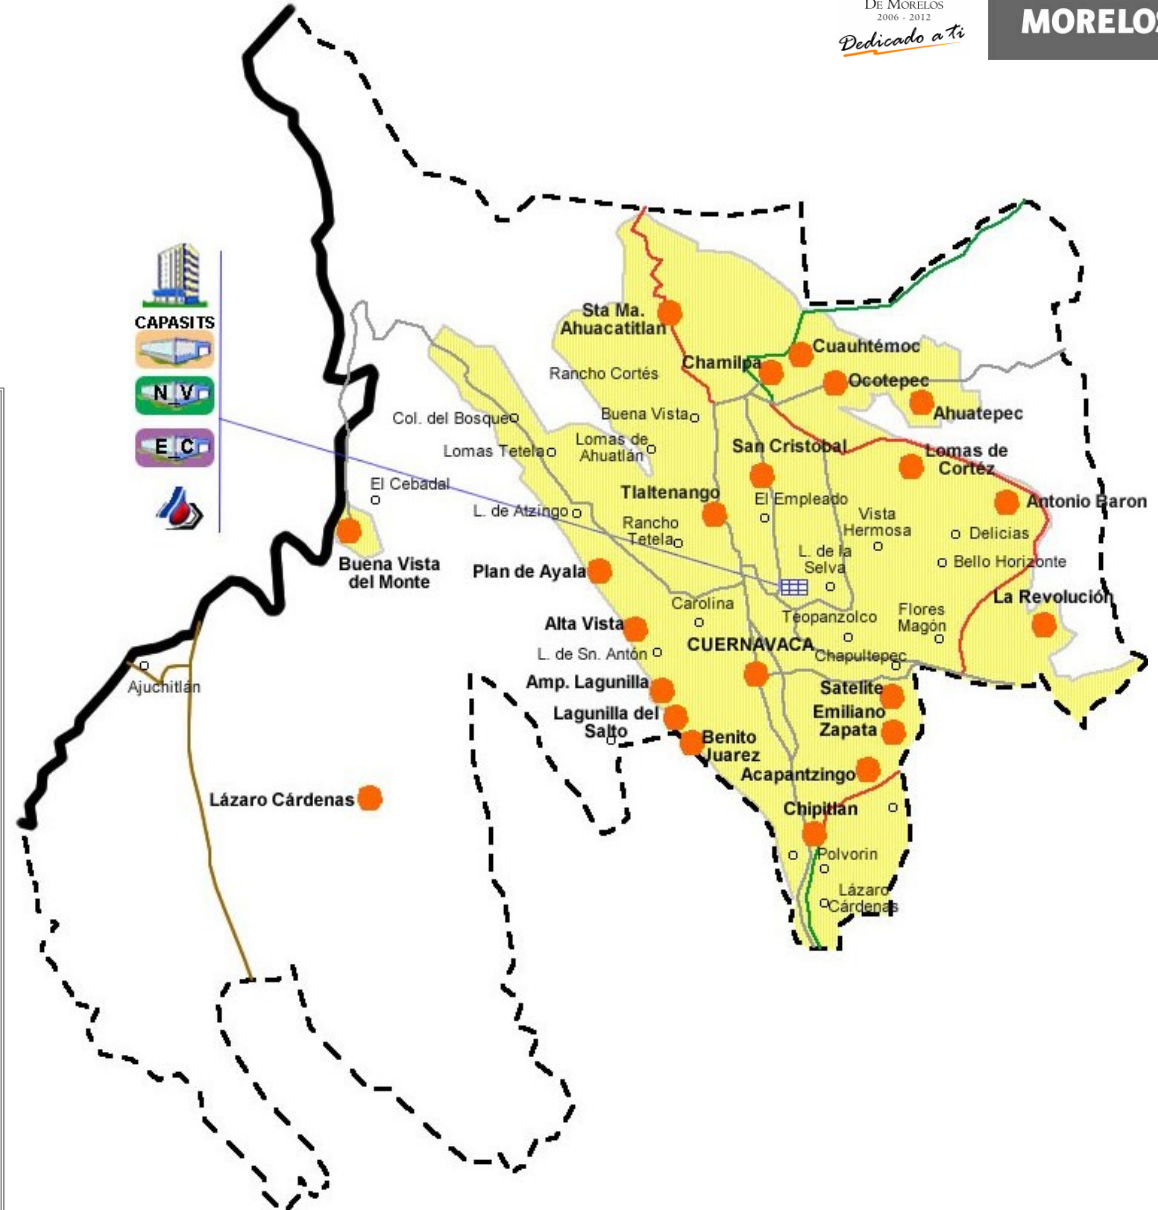 DE MORELOS
2006 - 2012
Dedicado a ti
MORELOS
CAPASITS
N_V
E_C
Sta Ma.
Ahuacatitlan
Cuauhtémoc
Chamilpa
Rancho Cortés
Ocotepec
Ahuatepec
Col. del Bosque
Buena Vista
Lomas Tetela
Lomas de
Ahuatlán
San Cristobal
Lomas de
Cortéz
El Cebadal
Tlaltenango
El Empleado
Antonio Baron
L. de Atzingo
Rancho
Tetela
Vista
Hermosa
Delicias
Buena Vista
del Monte
Plan de Ayala
L. de la
Selva
Bello Horizonte
Carolina
La Revolución
Alta Vista
Teopanzolco
Flores
Magón
CUERNAVACA
L. de Sn. Antón
Chapultepec
Ajuchitlán
Amp. Lagunilla
Satelite
Lagunilla del
Salto
Emiliano
Zapata
Benito
Juarez
Acapantzingo
Lázaro Cárdenas
Chipitlan
Polvorin
Lázaro
Cárdenas